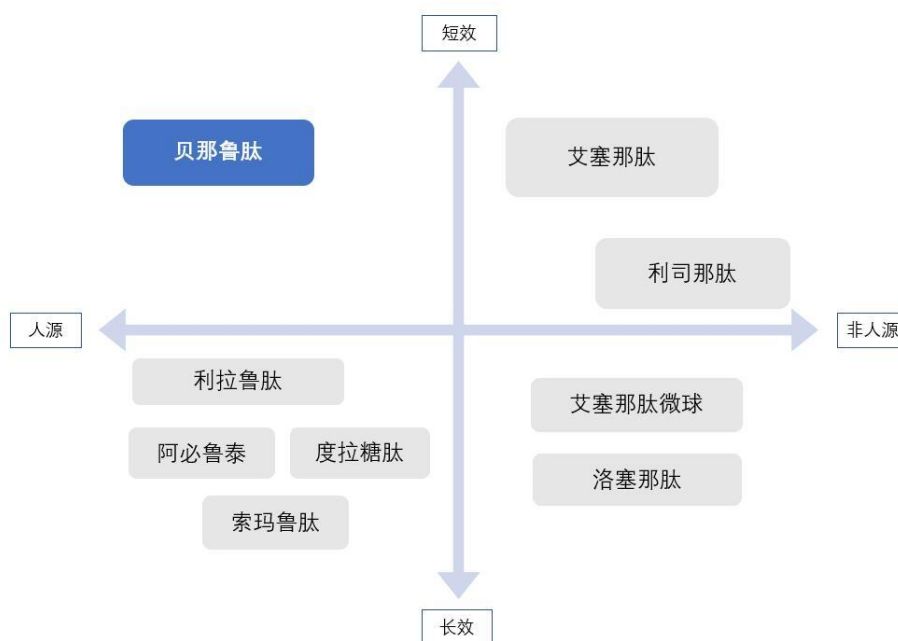 短效
贝那鲁肽
艾塞那肽
利司那肽
人源
非人源
利拉鲁肽
艾塞那肽微球
阿必鲁泰
度拉糖肽
洛塞那肽
索玛鲁肽
长效